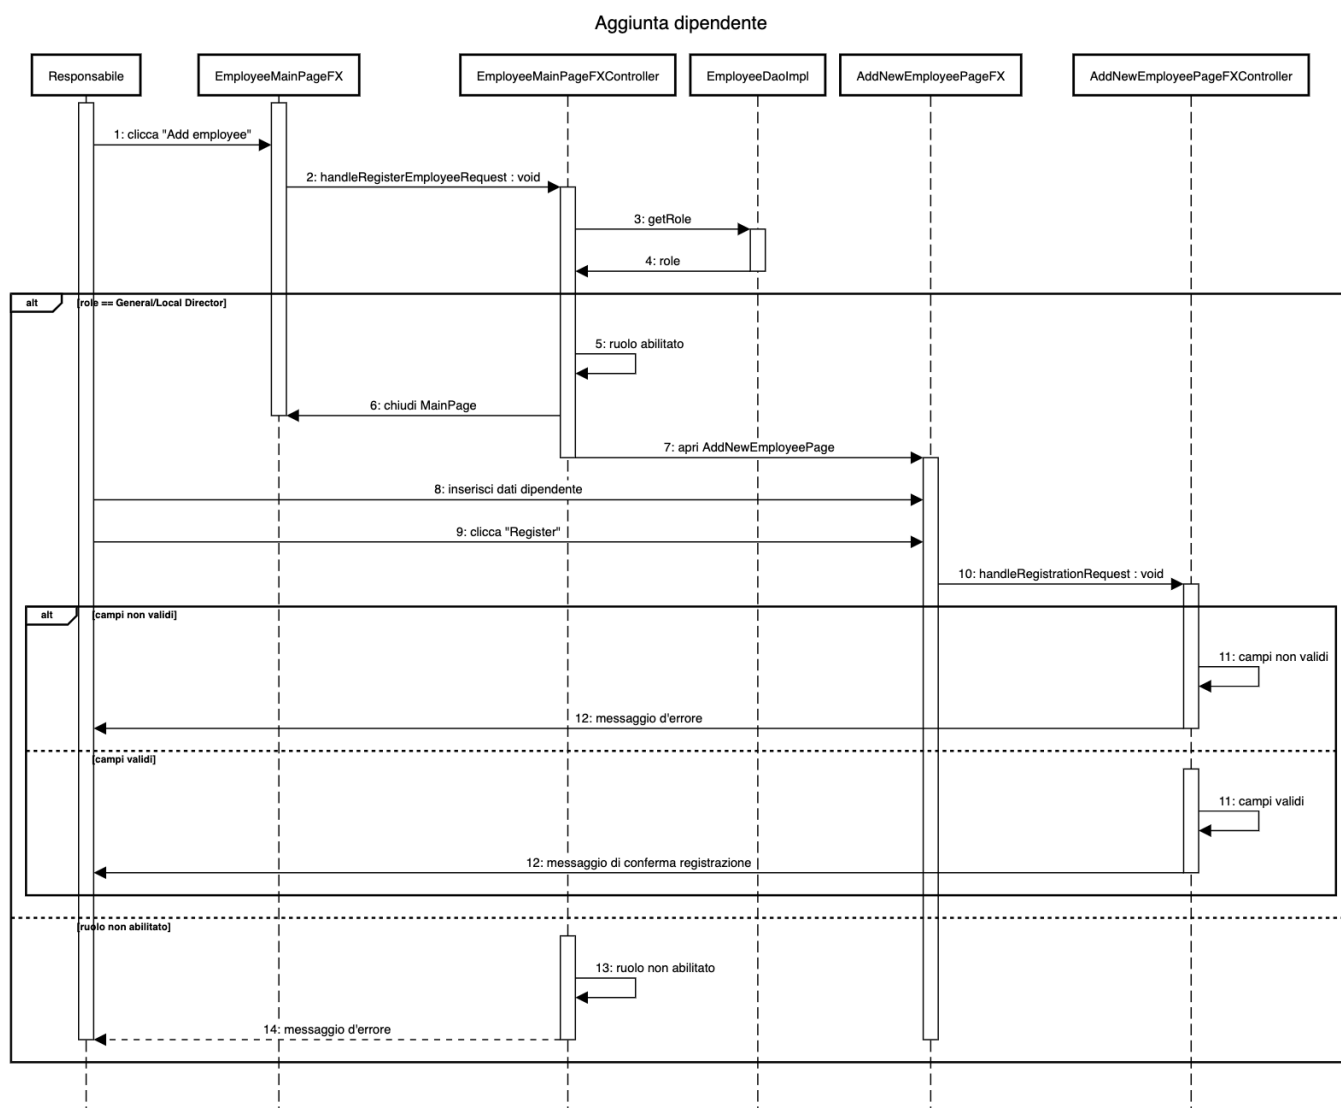 Aggiunta dipendente
Responsabile
EmployeeMainPageFX
EmployeeMainPageFXController
EmployeeDaoImpl
AddNewEmployeePageFX
AddNewEmployeePageFXController
1: clicca "Add employee"
2: handleRegisterEmployeeRequest : void
3: getRole
4: role
alt
[role == General/Local Director]
5: ruolo abilitato
6: chiudi MainPage
7: apri AddNewEmployeePage
8: inserisci dati dipendente
9: clicca "Register"
10: handleRegistrationRequest : void
alt
[campi non validi]
11: campi non validi
12: messaggio d'errore
[campi validi]
11: campi validi
12: messaggio di conferma registrazione
[ruolo non abilitato]
13: ruolo non abilitato
14: messaggio d'errore